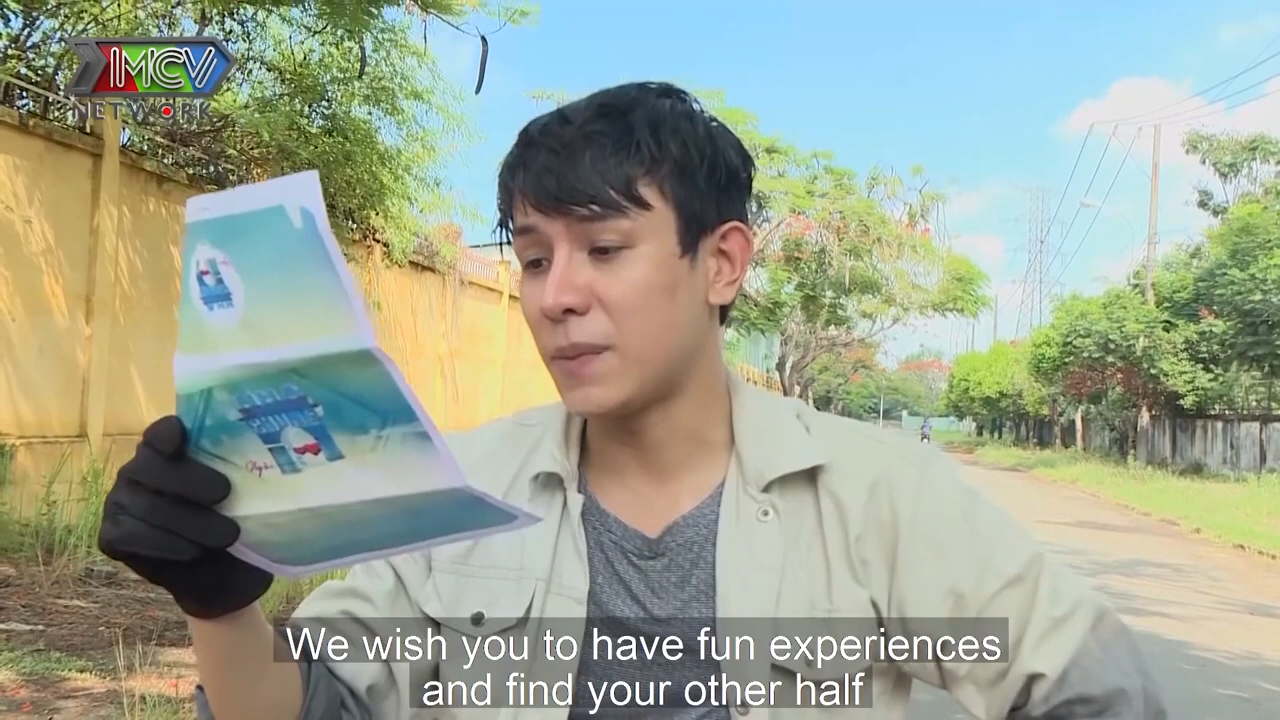 MCV
NETWORK
We wish you to have fun experiences
and find your other half